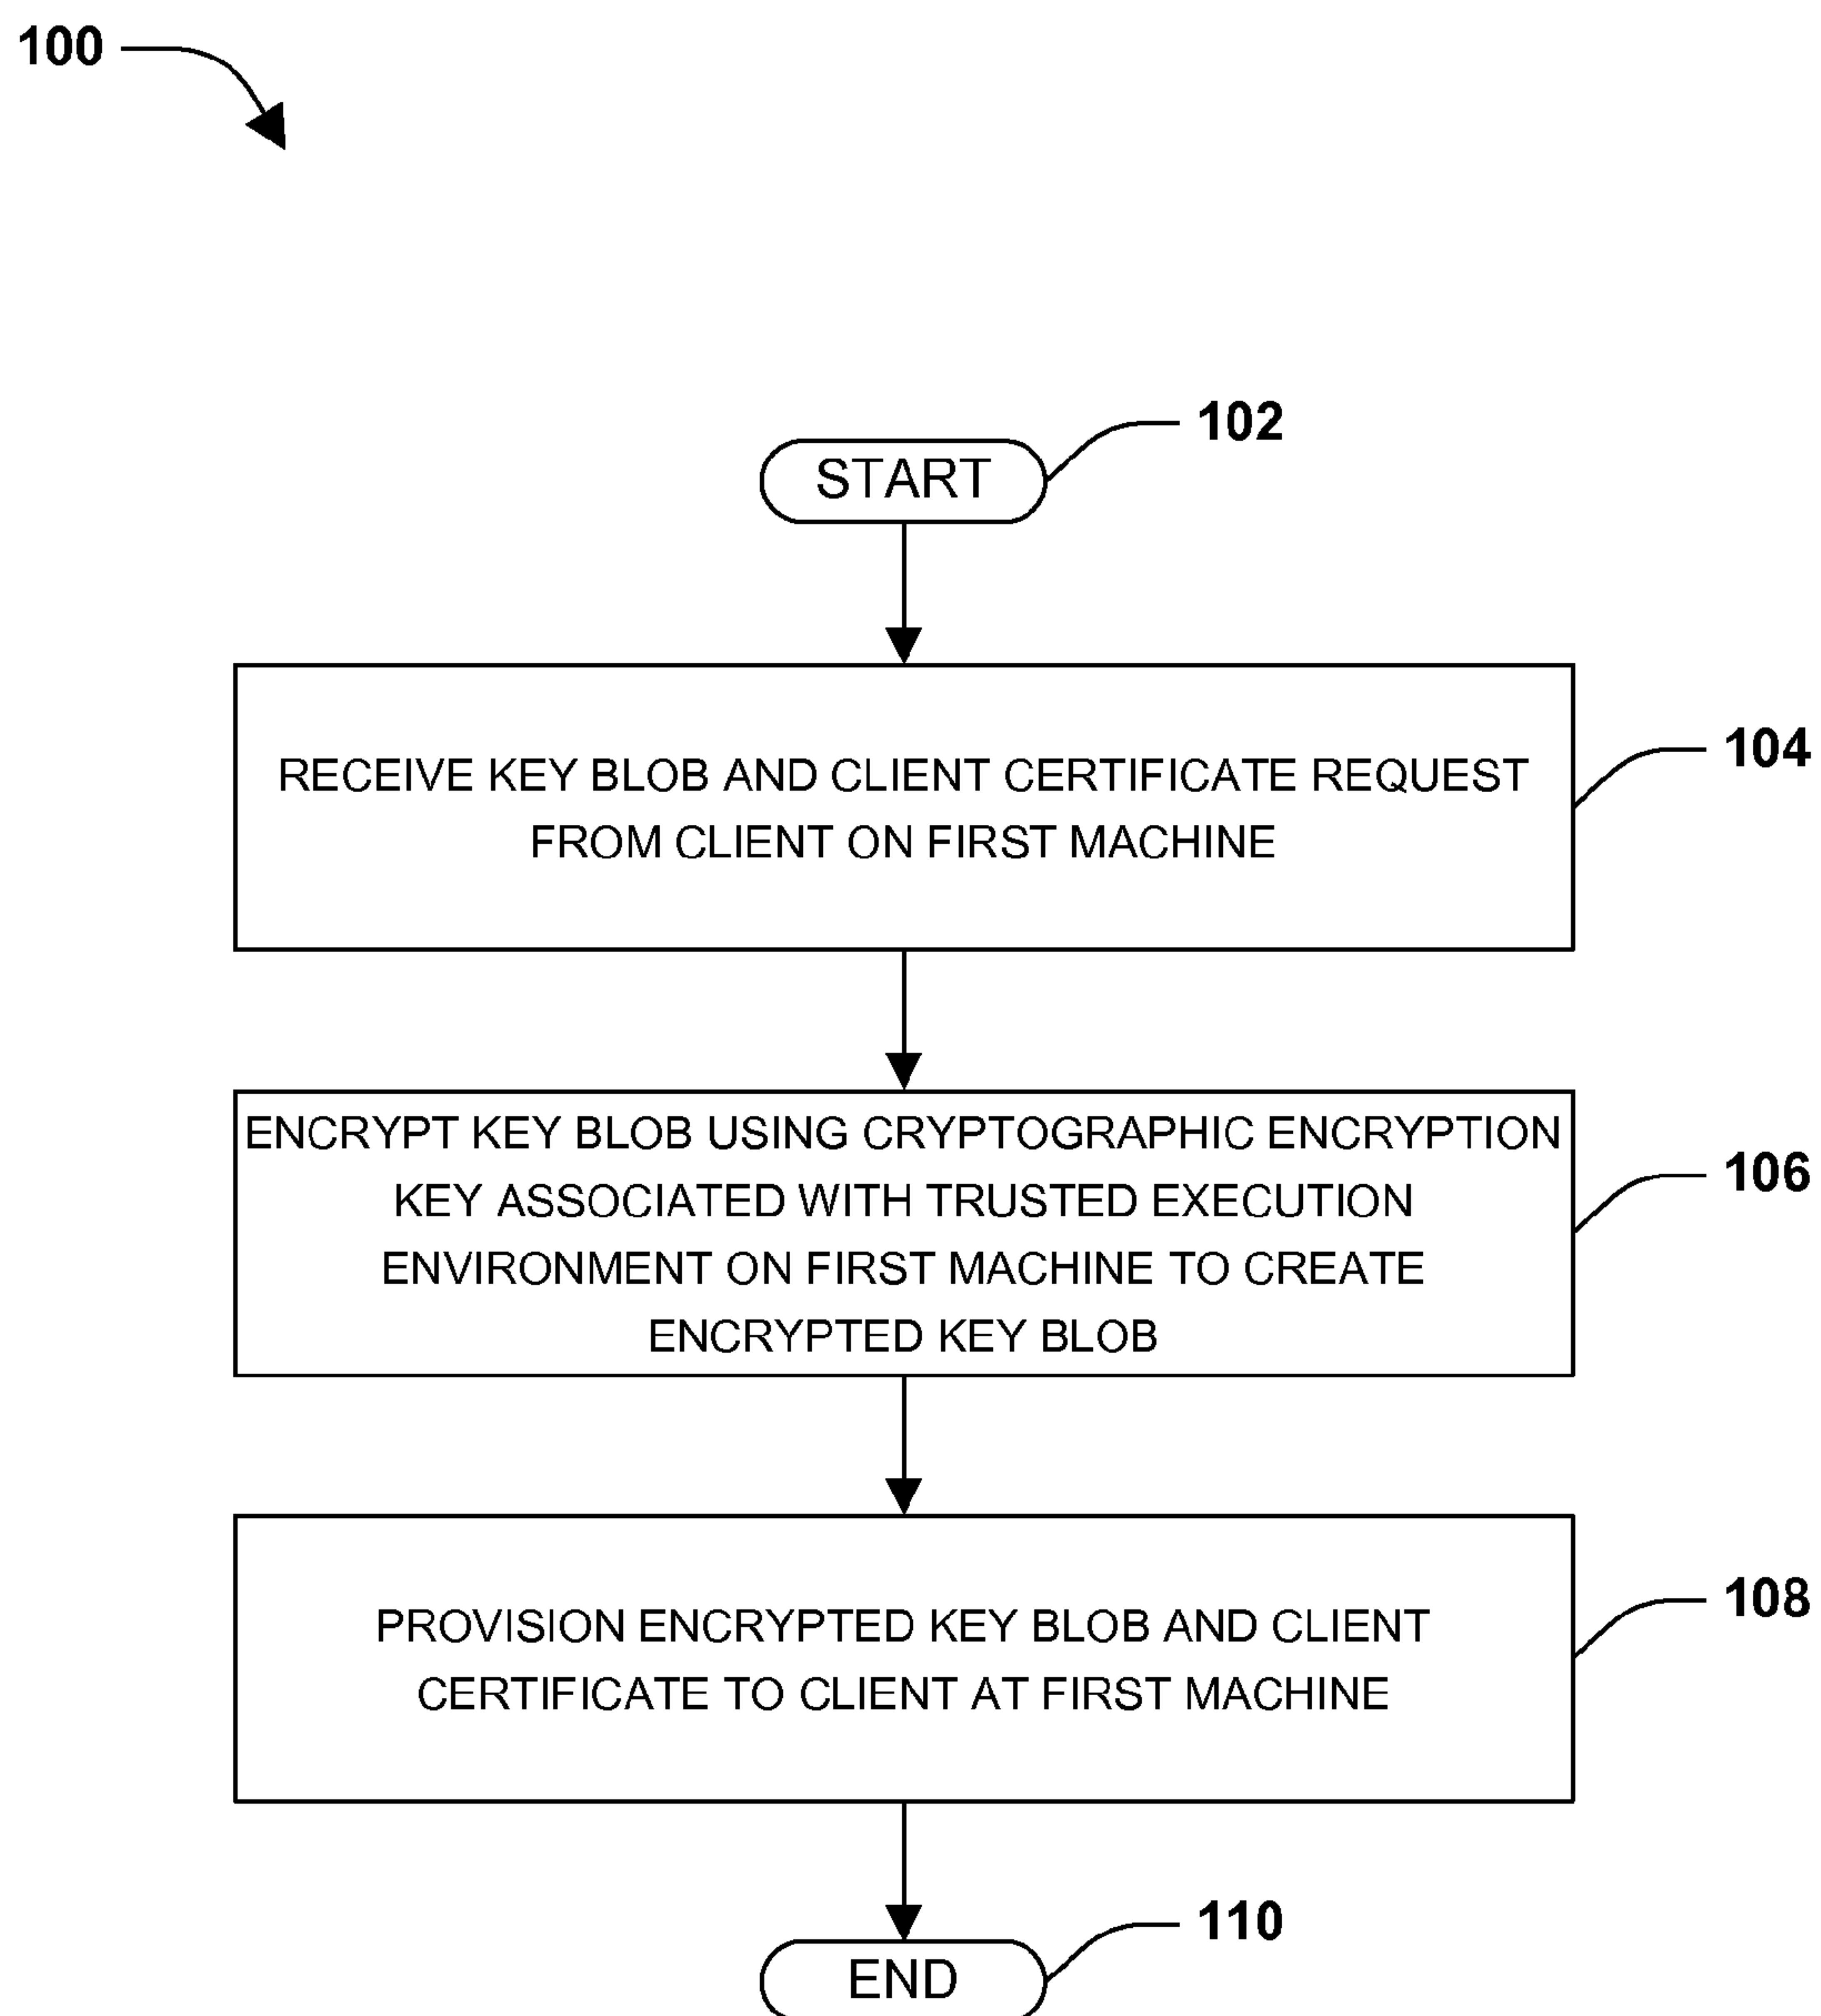 100
102
START
104
RECEIVE KEY BLOB AND CLIENT CERTIFICATE REQUEST
FROM CLIENT ON FIRST MACHINE
106
ENCRYPT KEY BLOB USING CRYPTOGRAPHIC ENCRYPTION
KEY ASSOCIATED WITH TRUSTED EXECUTION
ENVIRONMENT ON FIRST MACHINE TO CREATE
ENCRYPTED KEY BLOB
108
PROVISION ENCRYPTED KEY BLOB AND CLIENT
CERTIFICATE TO CLIENT AT FIRST MACHINE
110
END